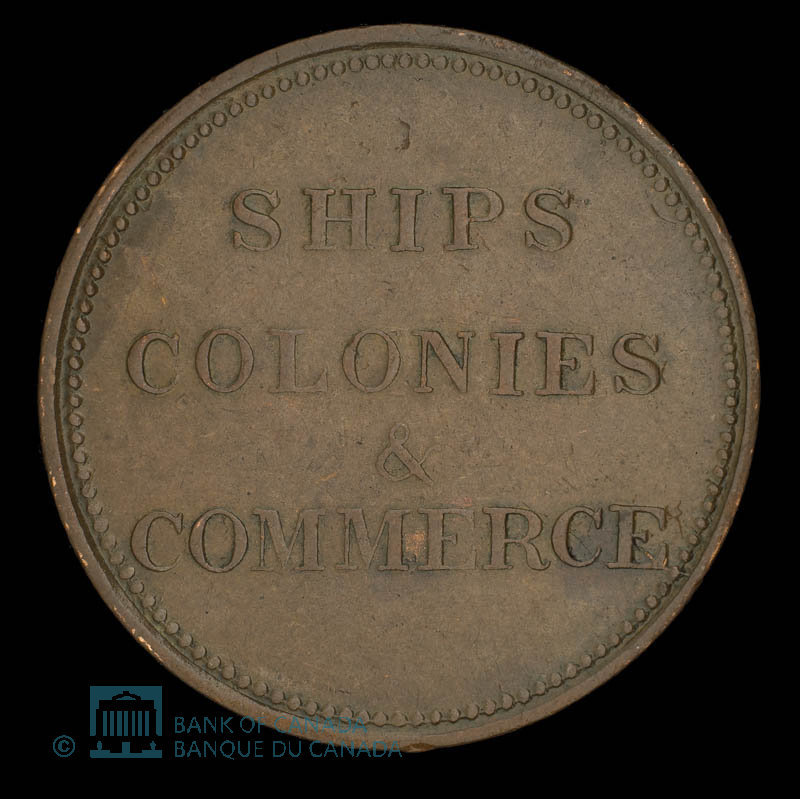 SHIPS
COLONIES
&
COMMERCE
© BANK OF CANADA
BANQUE DU CANADA